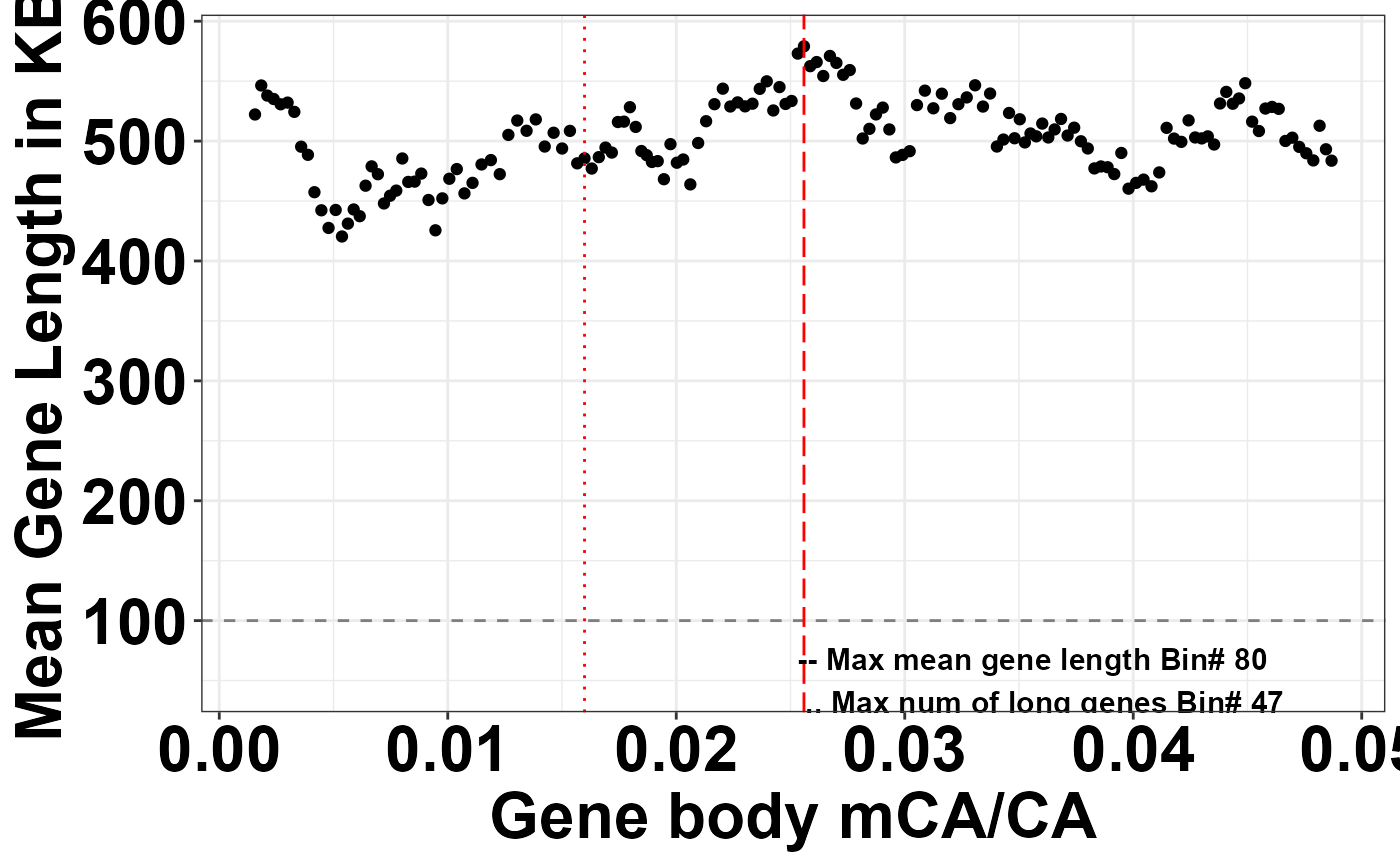 Mean Gene Length in KB
600
500
400
300
200
100
-- Max mean gene length Bin# 80
.. Max num of long genes Bin# 47
0.00 0.01 0.02 0.03 0.04 0.05
Gene body mCA/CA